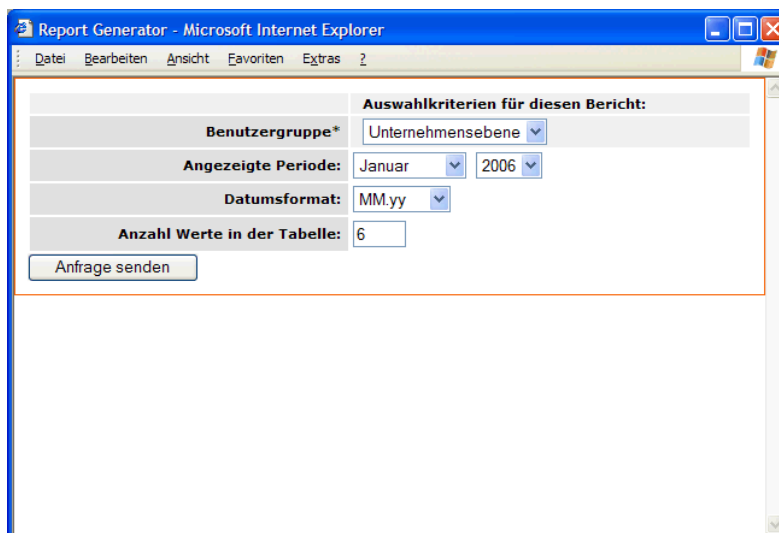 Report Generator - Microsoft Internet Explorer
Datei Bearbeiten Ansicht Favoriten Extras ?
Auswahlkriterien für diesen Bericht:
Benutzergruppe* Unternehmensebene
Angezeigte Periode: Januar 2006
Datumsformat: MM.yy
Anzahl Werte in der Tabelle: 6
Anfrage senden